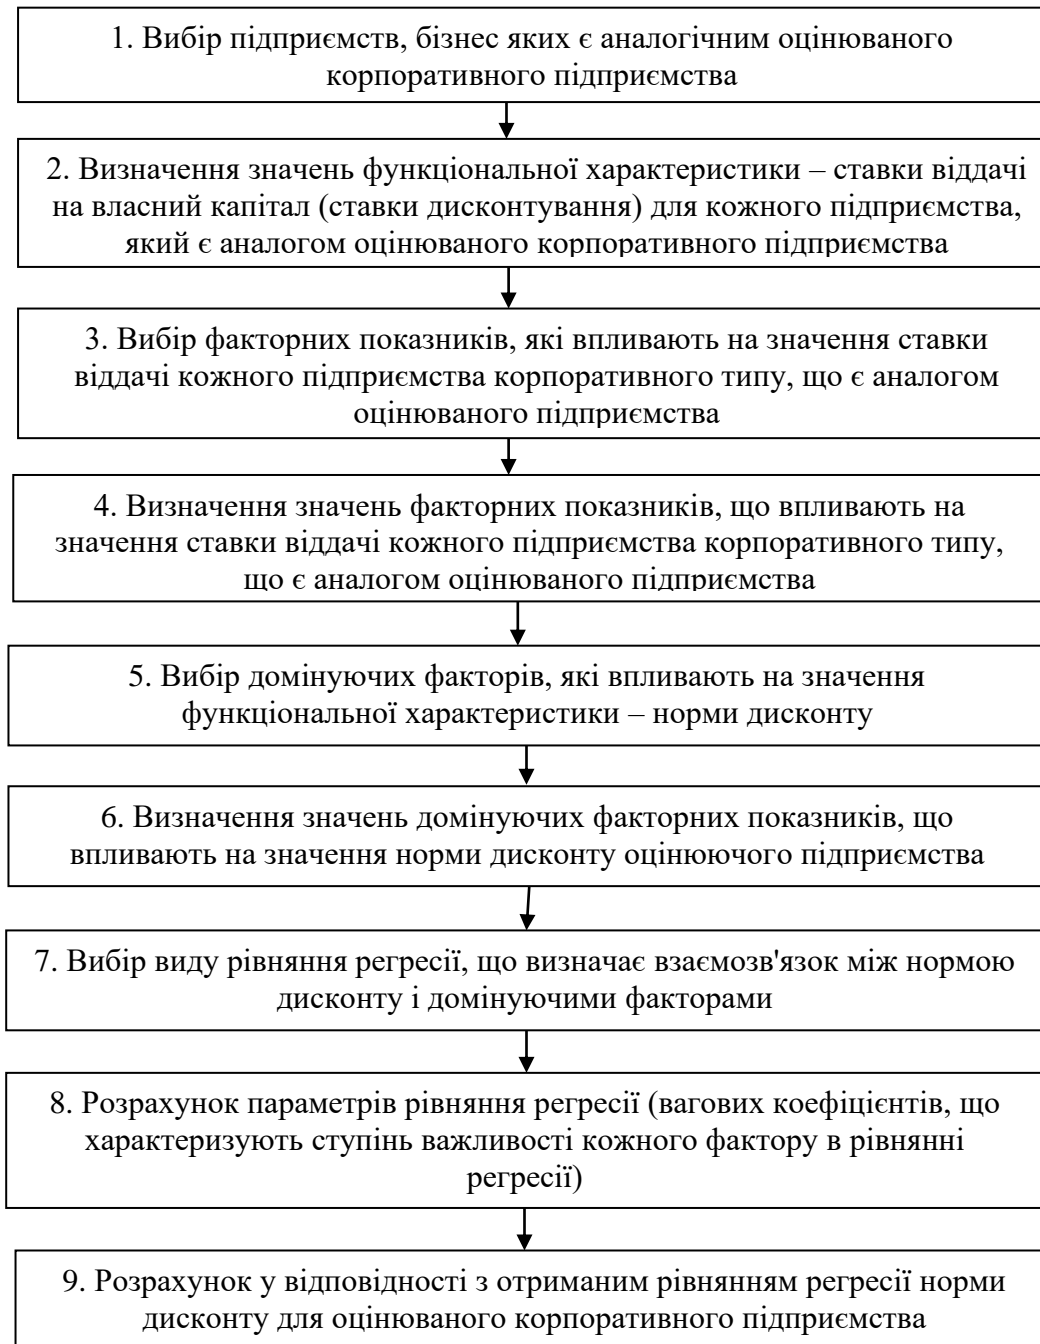 1. Вибір підприємств, бізнес яких є аналогічним оцінюваного
корпоративного підприємства
2. Визначення значень функціональної характеристики – ставки віддачі
на власний капітал (ставки дисконтування) для кожного підприємства,
який є аналогом оцінюваного корпоративного підприємства
3. Вибір факторних показників, які впливають на значення ставки
віддачі кожного підприємства корпоративного типу, що є аналогом
оцінюваного підприємства
4. Визначення значень факторних показників, що впливають на
значення ставки віддачі кожного підприємства корпоративного типу,
що є аналогом оцінюваного підприємства
5. Вибір домінуючих факторів, які впливають на значення
функціональної характеристики – норми дисконту
6. Визначення значень домінуючих факторних показників, що
впливають на значення норми дисконту оцінюючого підприємства
7. Вибір виду рівняння регресії, що визначає взаємозв'язок між нормою
дисконту і домінуючими факторами
8. Розрахунок параметрів рівняння регресії (вагових коефіцієнтів, що
характеризують ступінь важливості кожного фактору в рівнянні
регресії)
9. Розрахунок у відповідності з отриманим рівнянням регресії норми
дисконту для оцінюваного корпоративного підприємства